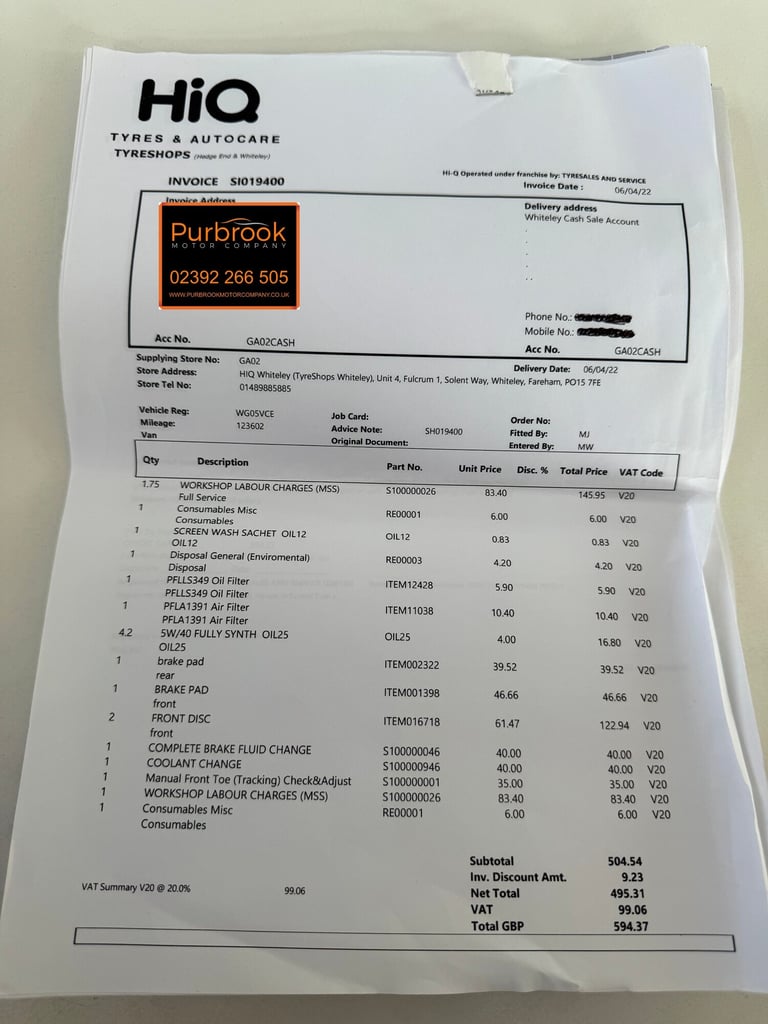 HiQ
TYRES & AUTOCARE
TYRESHOPS (Hedge End & Whiteley)
Hi-Q Operated under franchise by: TYRESALES AND SERVICE
INVOICE SI019400
Invoice Date : 06/04/22
Invoice Address
Delivery address
Whiteley Cash Sale Account
Purbrook
MOTOR COMPANY
02392 266 505
WWW.PURBROOKMOTORCOMPANY.CO.UK
Phone No.:
Mobile No.:
Acc No. GA02CASH
Acc No. GA02CASH
Supplying Store No: GA02
Delivery Date: 06/04/22
Store Address: HIQ Whiteley (TyreShops Whiteley), Unit 4, Fulcrum 1, Solent Way, Whiteley, Fareham, PO15 7FE
Store Tel No: 01489885885
Vehicle Reg: WG05VCE Job Card: Order No:
Mileage: 123602 Advice Note: SH019400 Fitted By: MJ
Van Original Document: Entered By: MW
Qty Description Part No. Unit Price Disc. % Total Price VAT Code
1.75 WORKSHOP LABOUR CHARGES (MSS) S100000026 83.40 145.95 V20
Full Service
1 Consumables Misc RE00001 6.00 6.00 V20
Consumables
1 SCREEN WASH SACHET OIL12 OIL12 0.83 0.83 V20
OIL12
1 Disposal General (Enviromental) RE00003 4.20 4.20 V20
Disposal
1 PFLLS349 Oil Filter ITEM12428 5.90 5.90 V20
PFLLS349 Oil Filter
1 PFLA1391 Air Filter ITEM11038 10.40 10.40 V20
PFLA1391 Air Filter
4.2 5W/40 FULLY SYNTH OIL25 OIL25 4.00 16.80 V20
OIL25
1 brake pad ITEM002322 39.52 39.52 V20
rear
1 BRAKE PAD ITEM001398 46.66 46.66 V20
front
2 FRONT DISC ITEM016718 61.47 122.94 V20
front
1 COMPLETE BRAKE FLUID CHANGE S100000046 40.00 40.00 V20
1 COOLANT CHANGE S100000946 40.00 40.00 V20
1 Manual Front Toe (Tracking) Check&Adjust S100000001 35.00 35.00 V20
1 WORKSHOP LABOUR CHARGES (MSS) S100000026 83.40 83.40 V20
1 Consumables Misc RE00001 6.00 6.00 V20
Consumables
Subtotal 504.54
Inv. Discount Amt. 9.23
VAT Summary V20 @ 20.0% 99.06
Net Total 495.31
VAT 99.06
Total GBP 594.37